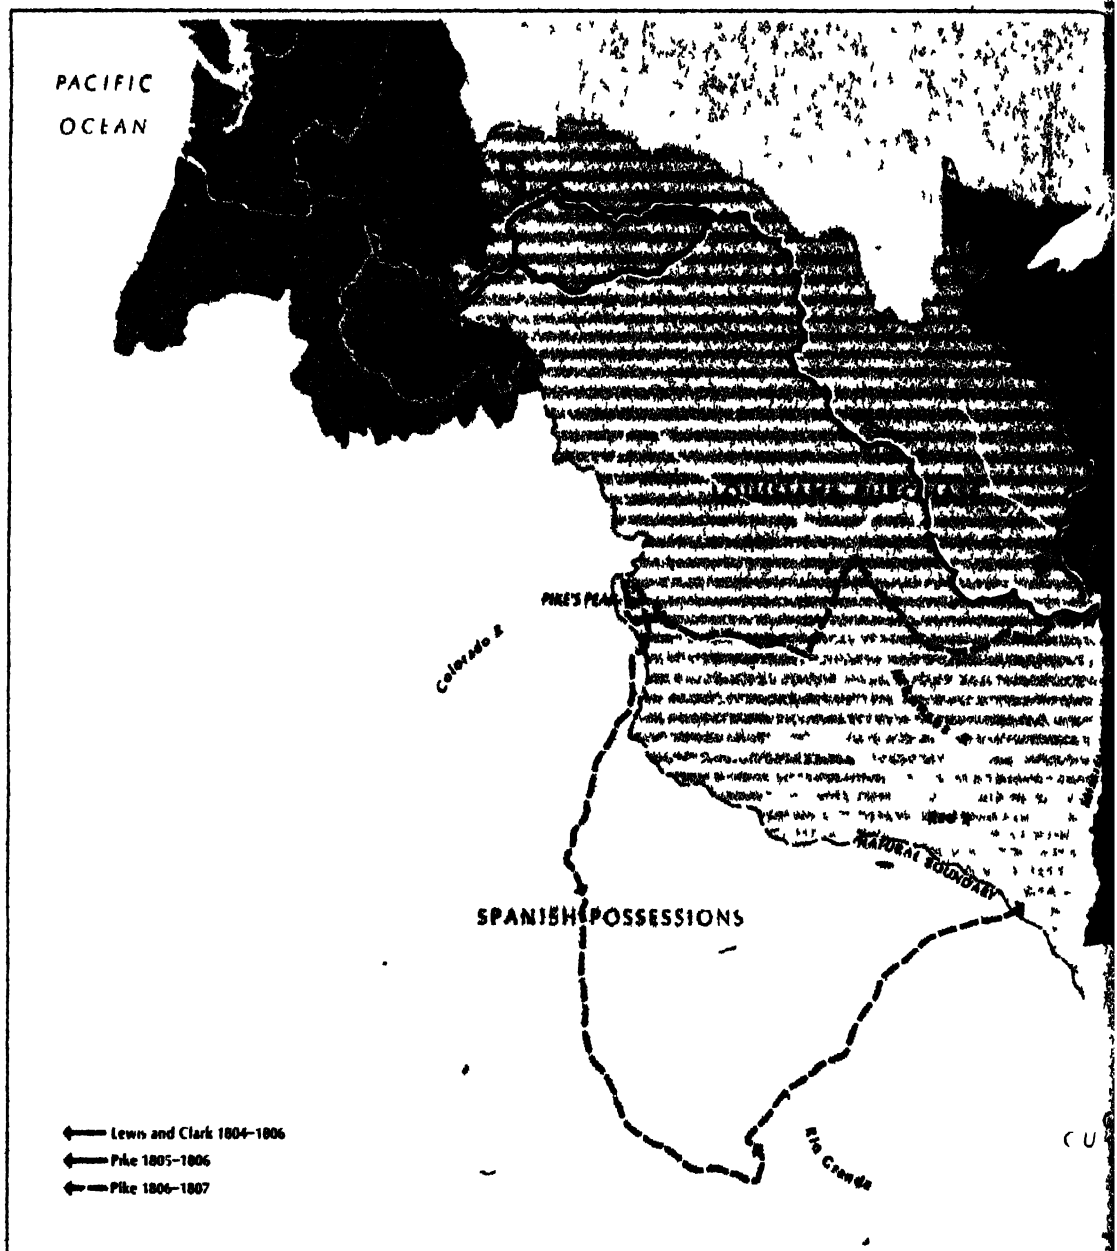 PACIFIC
OCEAN
PIKE'S PEAK
Colorado R
NATURAL BOUNDARY
SPANISH POSSESSIONS
Lewis and Clark 1804–1806
Pike 1805–1806
Pike 1806–1807
Rio Grande
CU